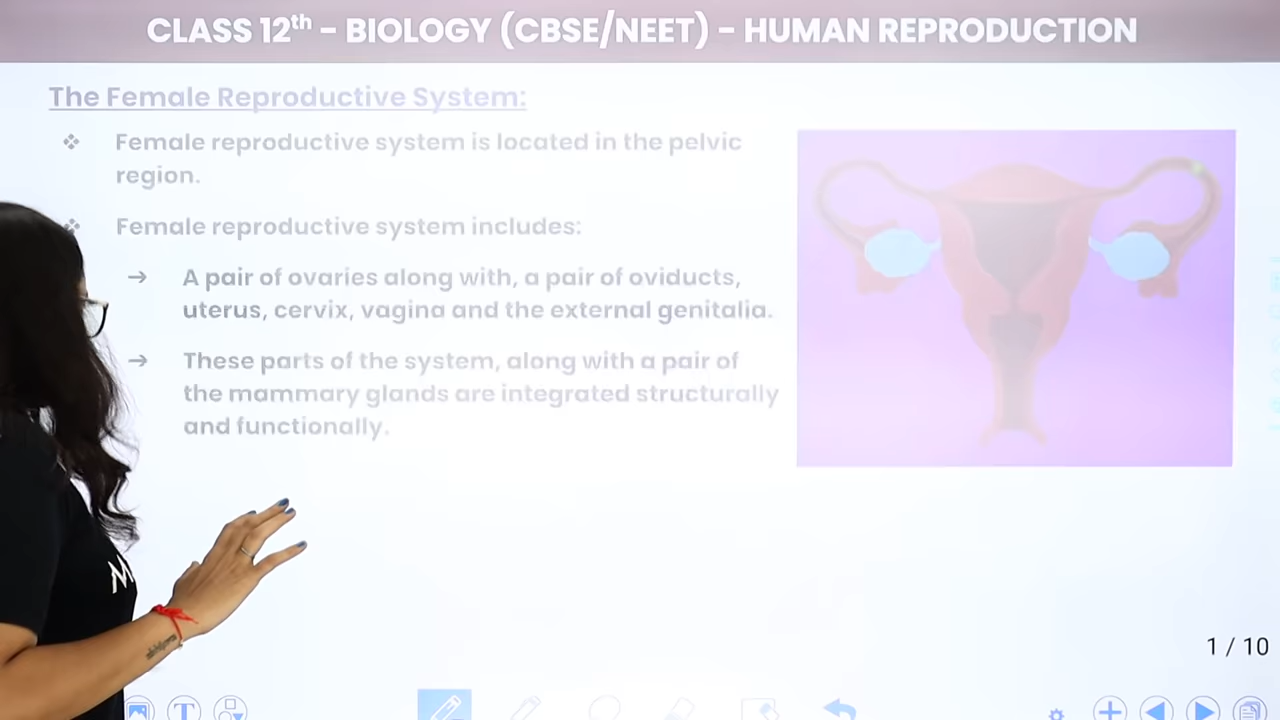 CLASS 12th – BIOLOGY (CBSE/NEET) – HUMAN REPRODUCTION
The Female Reproductive System:
❖ Female reproductive system is located in the pelvic
region.
❖ Female reproductive system includes:
➔ A pair of ovaries along with, a pair of oviducts,
uterus, cervix, vagina and the external genitalia.
➔ These parts of the system, along with a pair of
the mammary glands are integrated structurally
and functionally.
M
1 / 10
T